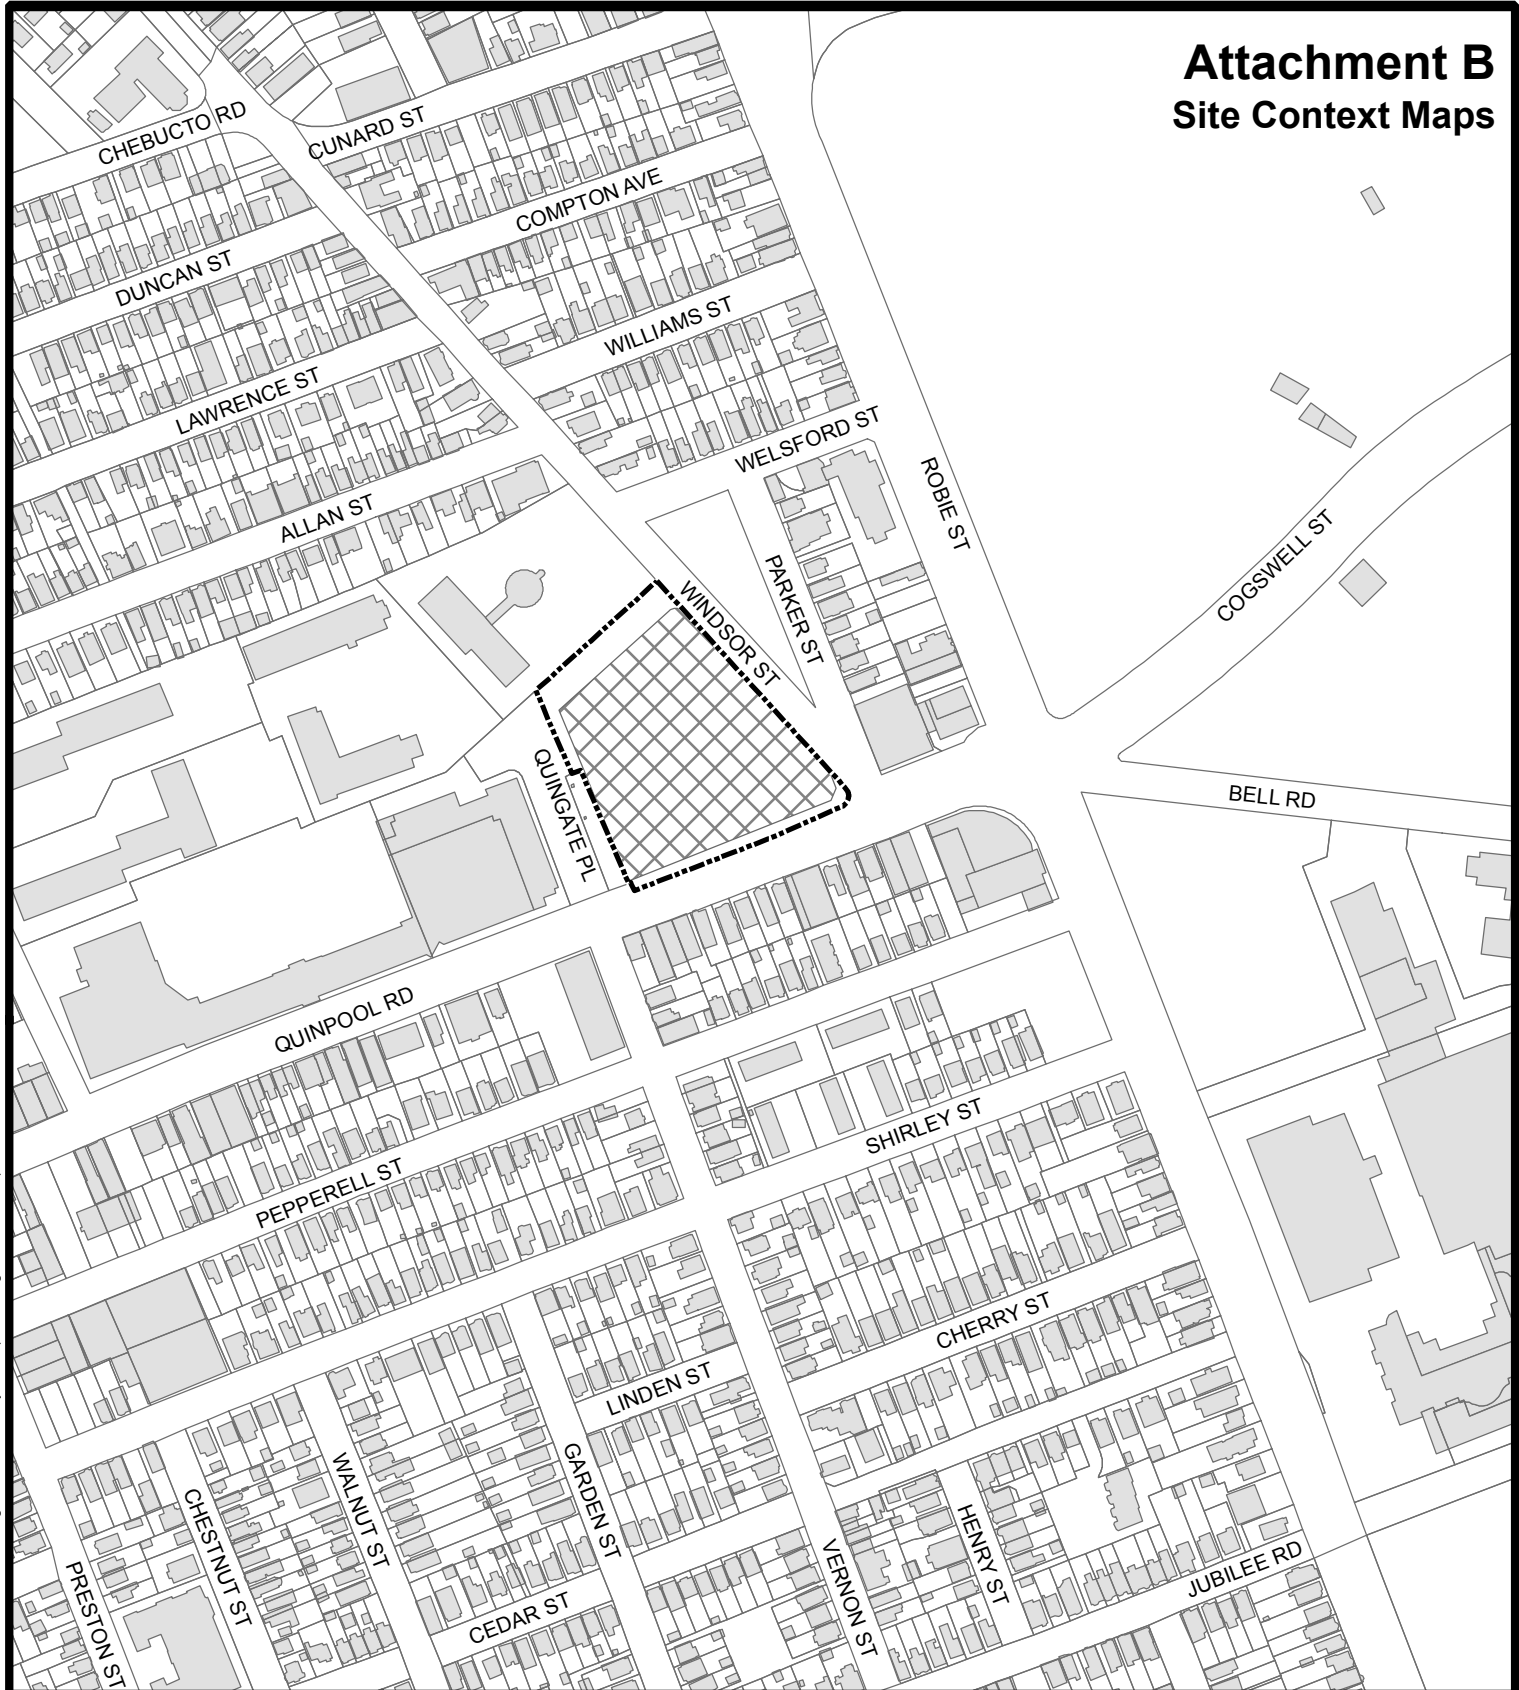 Attachment B
Site Context Maps
CHEBUCTO RD
CUNARD ST
COMPTON AVE
DUNCAN ST
WILLIAMS ST
LAWRENCE ST
WELSFORD ST
ROBIE ST
ALLAN ST
COGSWELL ST
PARKER ST
WINDSOR ST
QUINGATE PL
BELL RD
QUINPOOL RD
SHIRLEY ST
PEPPERELL ST
CHERRY ST
LINDEN ST
GARDEN ST
WALNUT ST
CHESTNUT ST
HENRY ST
VERNON ST
JUBILEE RD
PRESTON ST
CEDAR ST